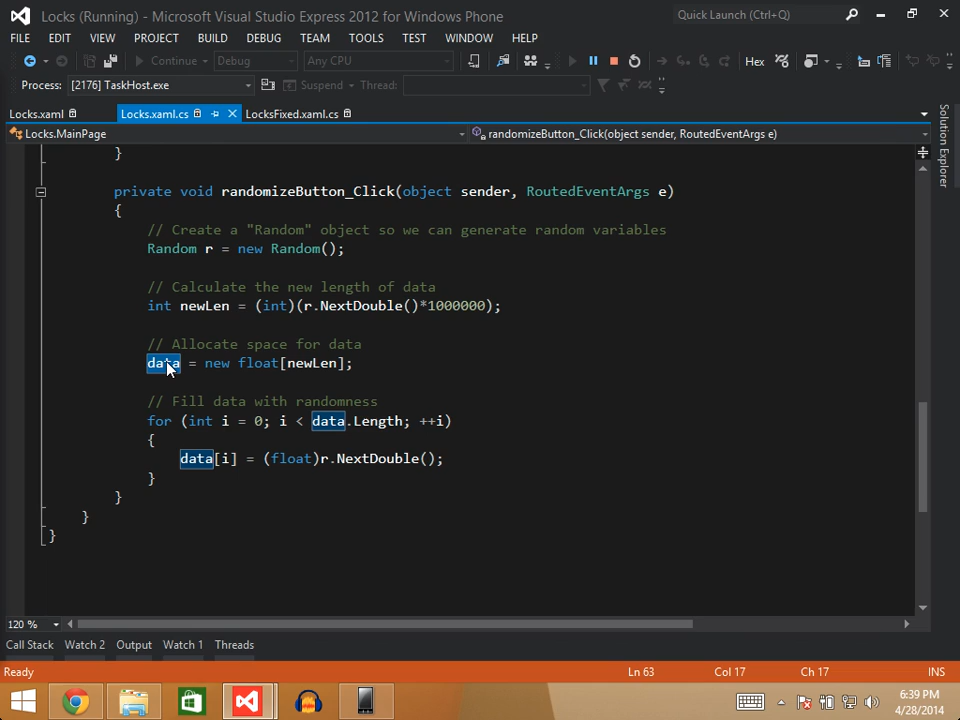 Locks (Running) - Microsoft Visual Studio Express 2012 for Windows Phone
Quick Launch (Ctrl+Q)
FILE EDIT VIEW PROJECT BUILD DEBUG TEAM TOOLS TEST WINDOW HELP
Continue Debug Any CPU Hex
Process: [2176] TaskHost.exe Suspend Thread:
Locks.xaml Locks.xaml.cs LocksFixed.xaml.cs
Locks.MainPage randomizeButton_Click(object sender, RoutedEventArgs e)
Solution Explorer
}
private void randomizeButton_Click(object sender, RoutedEventArgs e)
{
// Create a "Random" object so we can generate random variables
Random r = new Random();
// Calculate the new length of data
int newLen = (int)(r.NextDouble()*1000000);
// Allocate space for data
data = new float[newLen];
// Fill data with randomness
for (int i = 0; i < data.Length; ++i)
{
data[i] = (float)r.NextDouble();
}
}
}
}
120 %
Call Stack Watch 2 Output Watch 1 Threads
Ready Ln 63 Col 17 Ch 17 INS
6:39 PM
4/28/2014